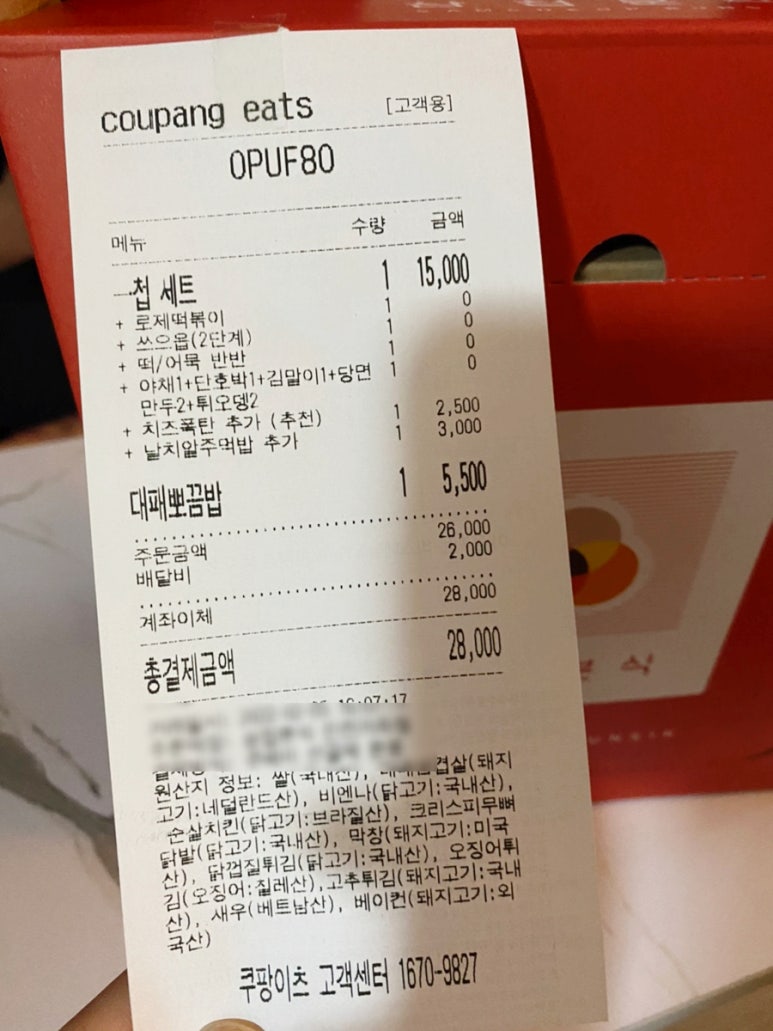 coupang eats [고객용]
0PUF80
메뉴 수량 금액
一첩 세트 1 15,000
+ 로제떡볶이 1 0
+ 쓰으읍(2단계) 1 0
+ 떡/어묵 반반 1 0
+ 야채1+단호박1+김말이1+당면 1 0
만두2+튀오뎅2
+ 치즈폭탄 추가 (추천) 1 2,500
+ 날치알주먹밥 추가 1 3,000
대패뽀끔밥 1 5,500
주문금액 26,000
배달비 2,000
계좌이체 28,000
총결제금액 28,000
:07:17
원산지 정보: 쌀(국내산), 겹살(돼지
고기:네덜란드산), 비엔나(닭고기:국내산),
순살치킨(닭고기:브라질산), 크리스피무뼈
닭발(닭고기:국내산), 막창(돼지고기:미국
산), 닭껍질튀김(닭고기:국내산), 오징어튀
김(오징어:칠레산),고추튀김(돼지고기:국내
산), 새우(베트남산), 베이컨(돼지고기:외
국산)
쿠팡이츠 고객센터 1670-9827
식